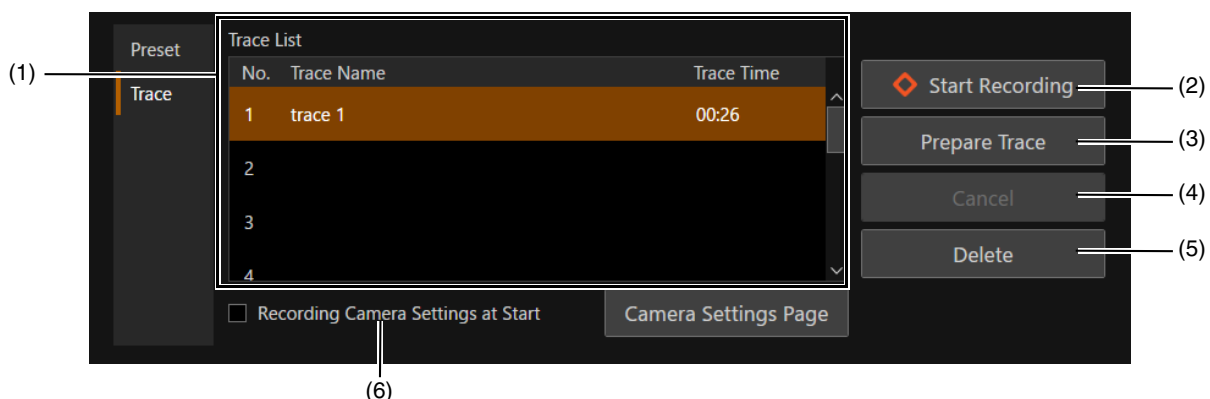 Preset
Trace
Trace List
No. Trace Name Trace Time
1 trace 1 00:26
2
3
4
Recording Camera Settings at Start
Camera Settings Page
Start Recording
Prepare Trace
Cancel
Delete
(1)
(2)
(3)
(4)
(5)
(6)